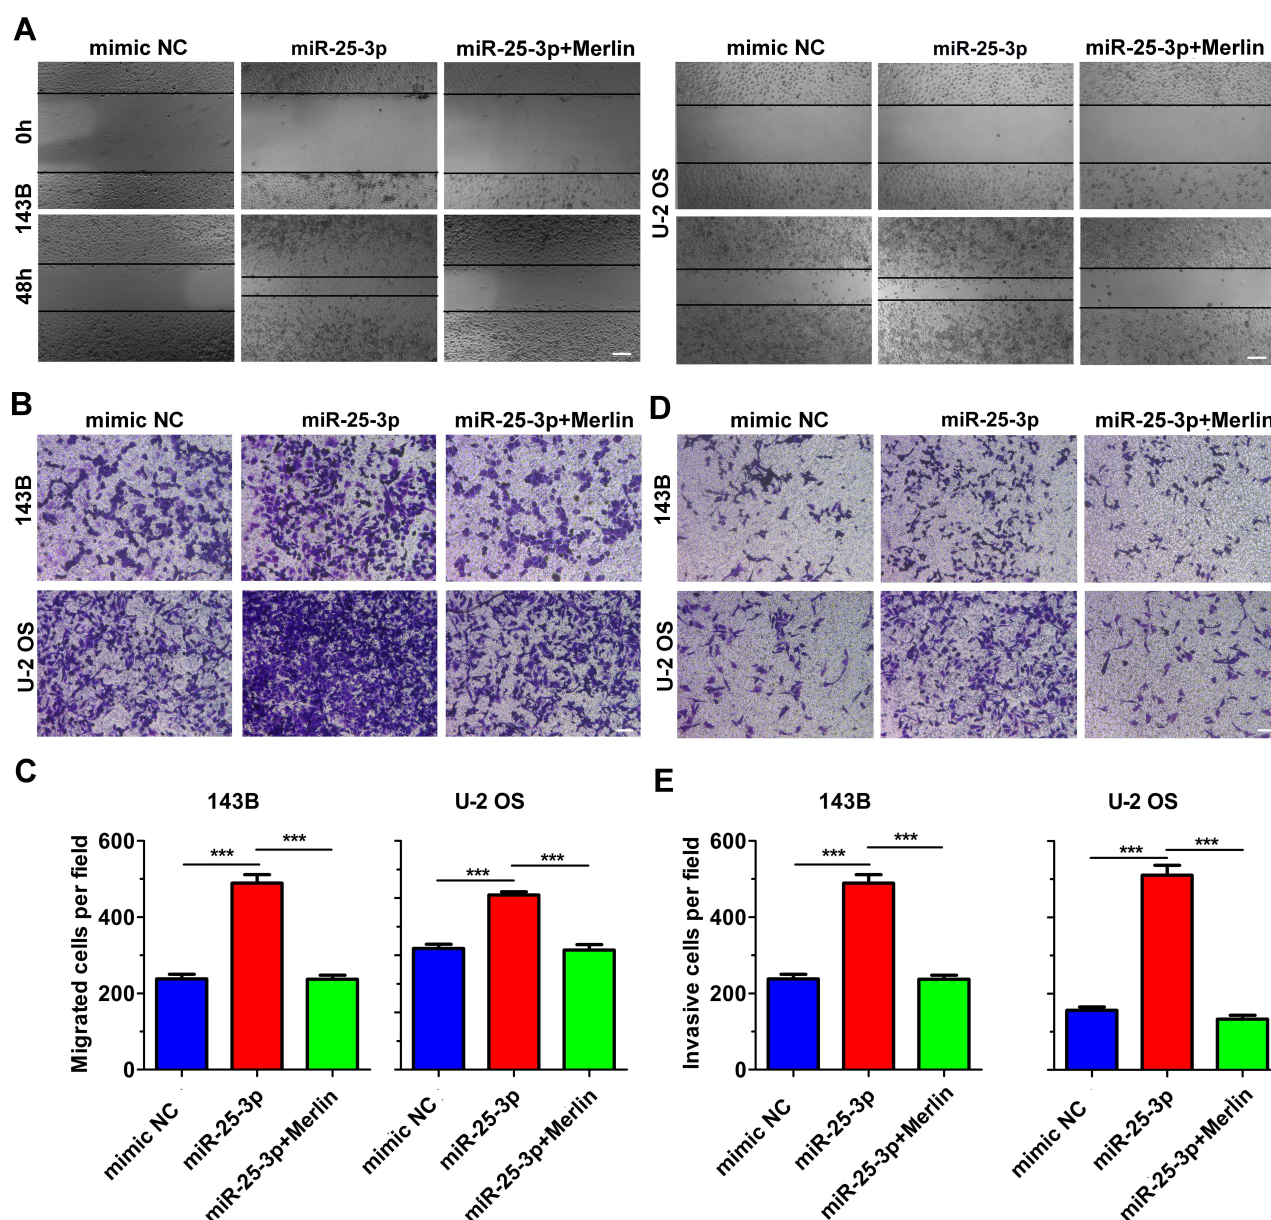 A
mimic NC miR-25-3p miR-25-3p+Merlin mimic NC miR-25-3p miR-25-3p+Merlin
143B
0h
48h
U-2 OS
B
mimic NC miR-25-3p miR-25-3p+Merlin
143B
U-2 OS
D
mimic NC miR-25-3p miR-25-3p+Merlin
143B
U-2 OS
C
143B U-2 OS
Migrated cells per field
600
400
200
0
*** ***
*** ***
mimic NC miR-25-3p miR-25-3p+Merlin
mimic NC miR-25-3p miR-25-3p+Merlin
E
143B U-2 OS
Invasive cells per field
600
400
200
0
*** ***
*** ***
mimic NC miR-25-3p miR-25-3p+Merlin
mimic NC miR-25-3p miR-25-3p+Merlin